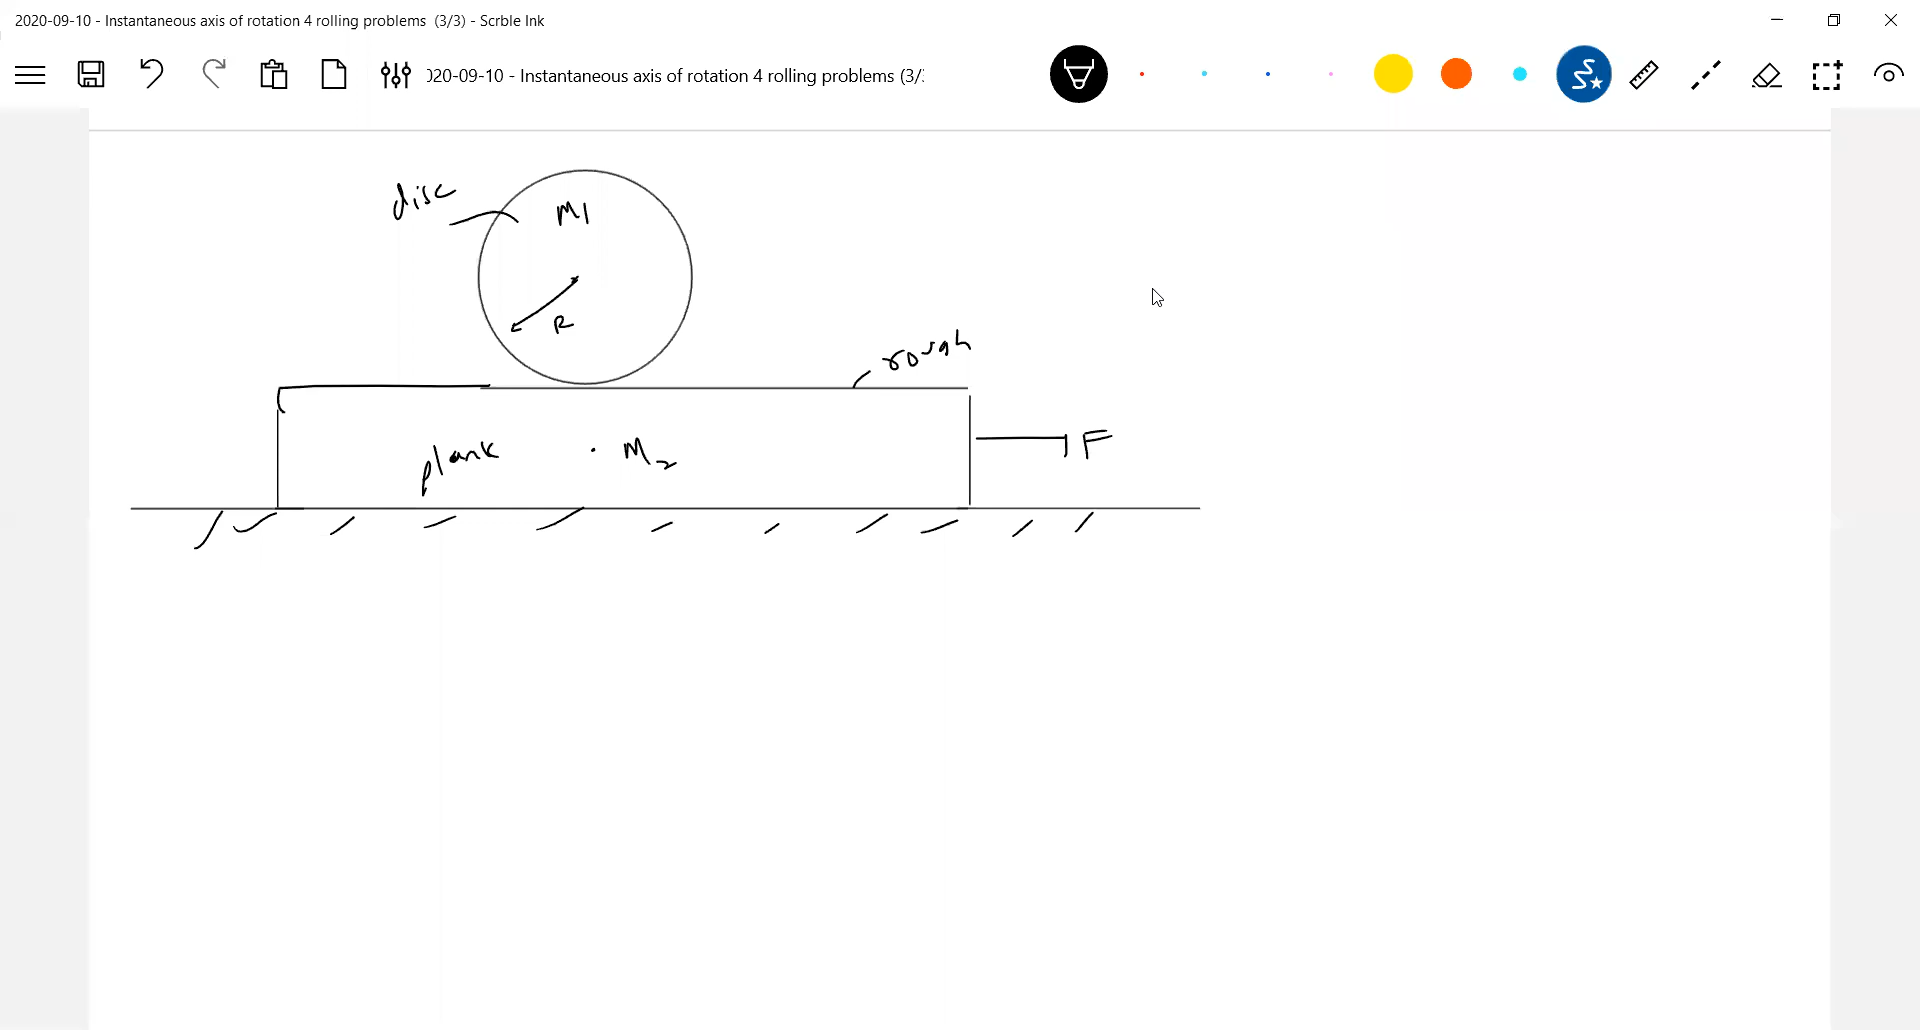 2020-09-10 - Instantaneous axis of rotation 4 rolling problems (3/3) - Scrble Ink
020-09-10 - Instantaneous axis of rotation 4 rolling problems (3/
disc
M1
R
rough
plank
M2
F